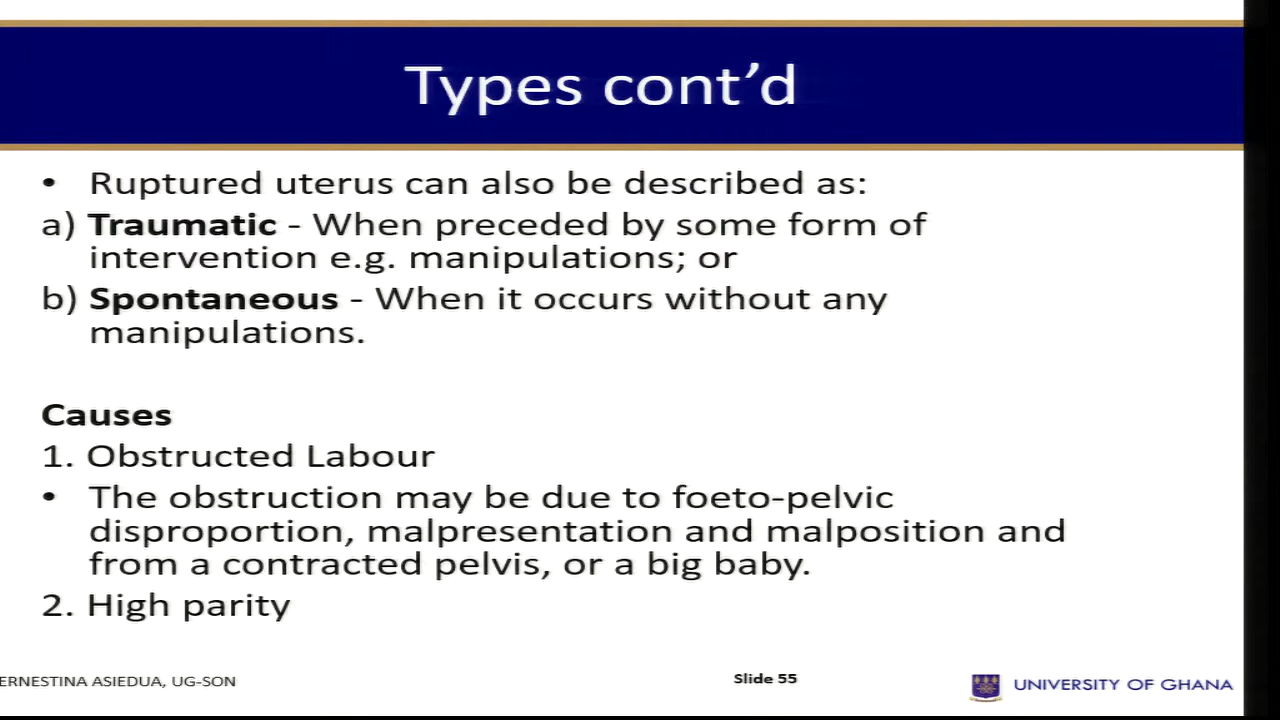 Types cont’d
• Ruptured uterus can also be described as:
a) Traumatic - When preceded by some form of
intervention e.g. manipulations; or
b) Spontaneous - When it occurs without any
manipulations.
Causes
1. Obstructed Labour
• The obstruction may be due to foeto-pelvic
disproportion, malpresentation and malposition and
from a contracted pelvis, or a big baby.
2. High parity
ERNESTINA ASIEDUA, UG-SON
Slide 55
UNIVERSITY OF GHANA